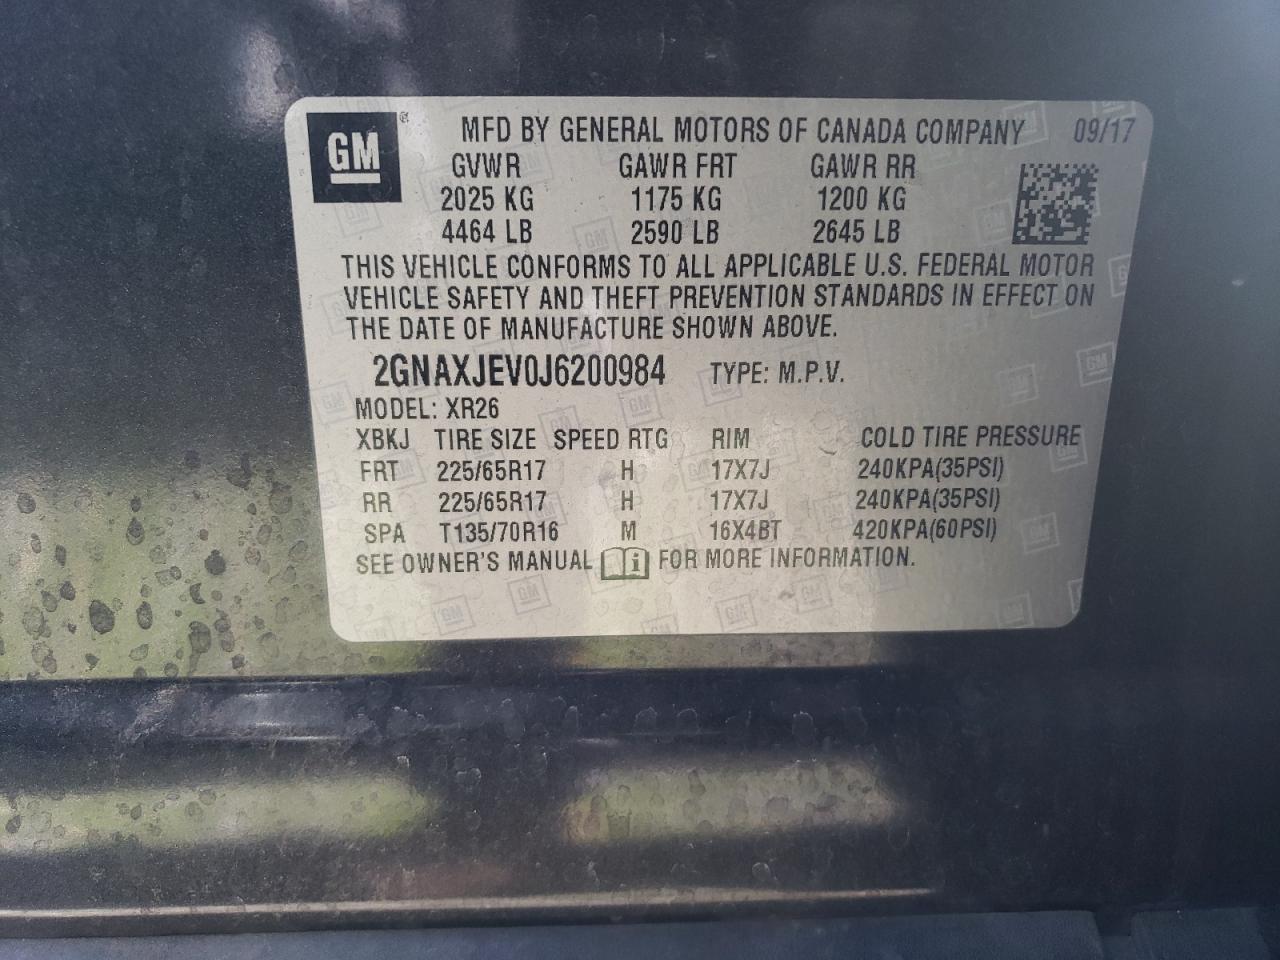 GM® MFD BY GENERAL MOTORS OF CANADA COMPANY 09/17
GVWR GAWR FRT GAWR RR
2025 KG 1175 KG 1200 KG
4464 LB 2590 LB 2645 LB
THIS VEHICLE CONFORMS TO ALL APPLICABLE U.S. FEDERAL MOTOR
VEHICLE SAFETY AND THEFT PREVENTION STANDARDS IN EFFECT ON
THE DATE OF MANUFACTURE SHOWN ABOVE.
2GNAXJEV0J6200984 TYPE: M.P.V.
MODEL: XR26
XBKJ TIRE SIZE SPEED RTG RIM COLD TIRE PRESSURE
FRT 225/65R17 H 17X7J 240KPA(35PSI)
RR 225/65R17 H 17X7J 240KPA(35PSI)
SPA T135/70R16 M 16X4BT 420KPA(60PSI)
SEE OWNER'S MANUAL i FOR MORE INFORMATION.